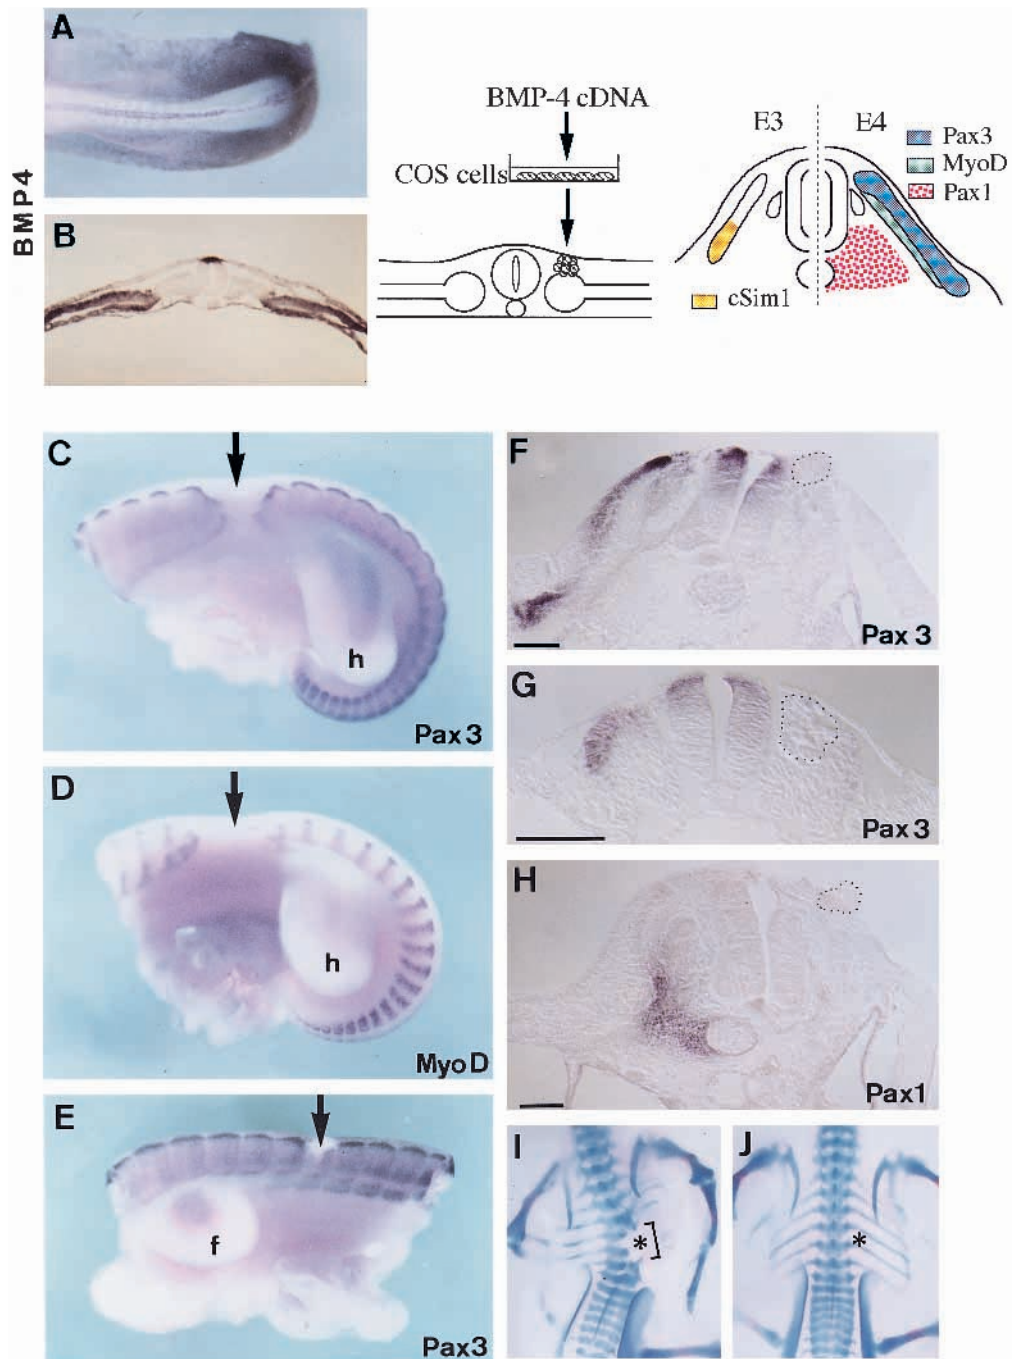 A
BMP4
B
BMP-4 cDNA
COS cells
E3
E4
Pax3
MyoD
Pax1
cSim1
C
h
Pax 3
D
h
MyoD
E
f
Pax3
F
Pax 3
G
Pax 3
H
Pax1
I
*
J
*